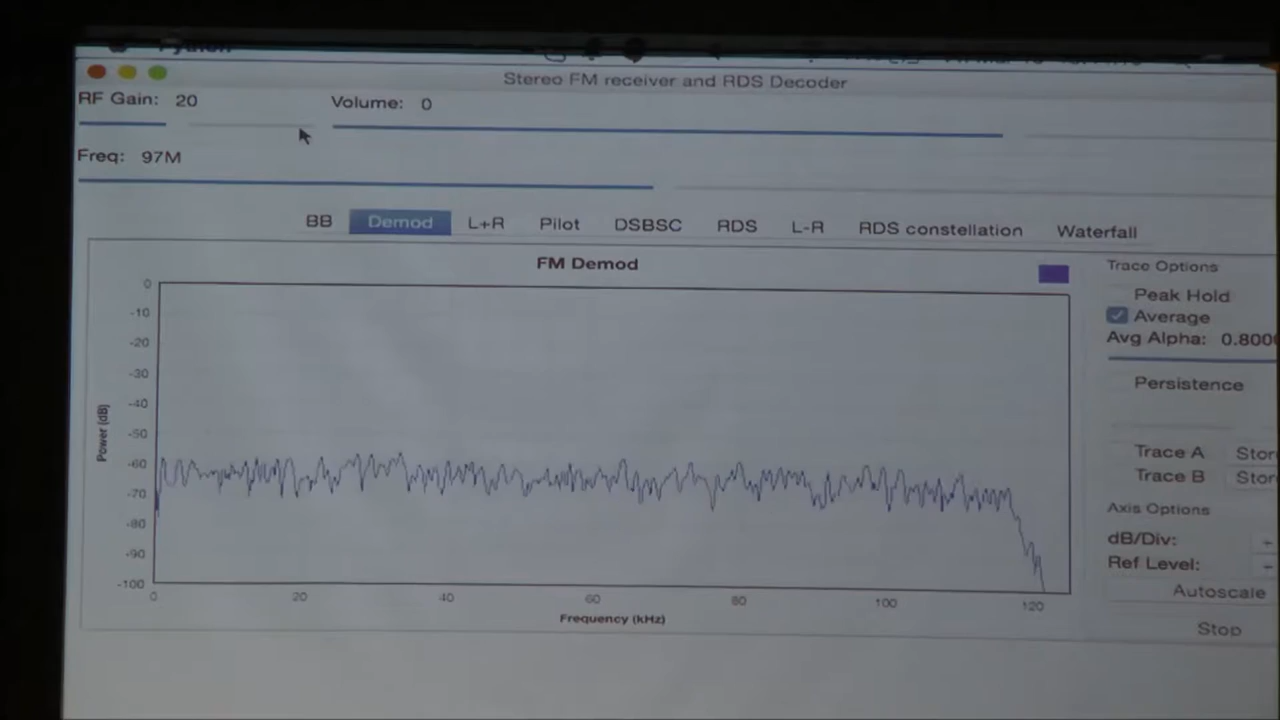 Python
Stereo FM receiver and RDS Decoder
RF Gain: 20 Volume: 0
Freq: 97M
BB Demod L+R Pilot DSBSC RDS L-R RDS constellation Waterfall
FM Demod
Trace Options
Peak Hold
Average
Avg Alpha: 0.800
Persistence
Trace A Stor
Trace B Stor
Axis Options
dB/Div: +
Ref Level:
Autoscale
Stop
Power (dB)
0
-10
-20
-30
-40
-50
-60
-70
-80
-90
-100
0 20 40 60 80 100 120
Frequency (kHz)